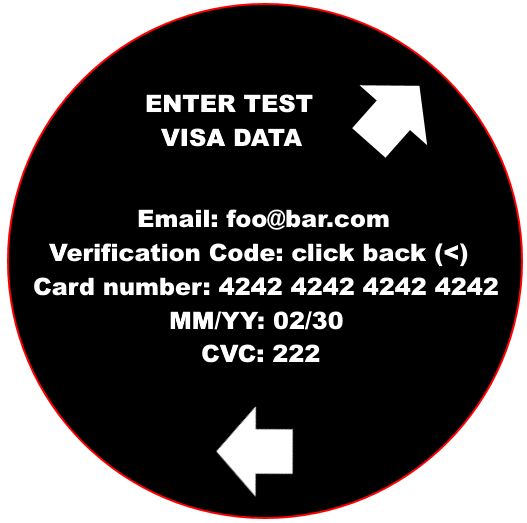 ENTER TEST
VISA DATA
Email: foo@bar.com
Verification Code: click back (<)
Card number: 4242 4242 4242 4242
MM/YY: 02/30
CVC: 222